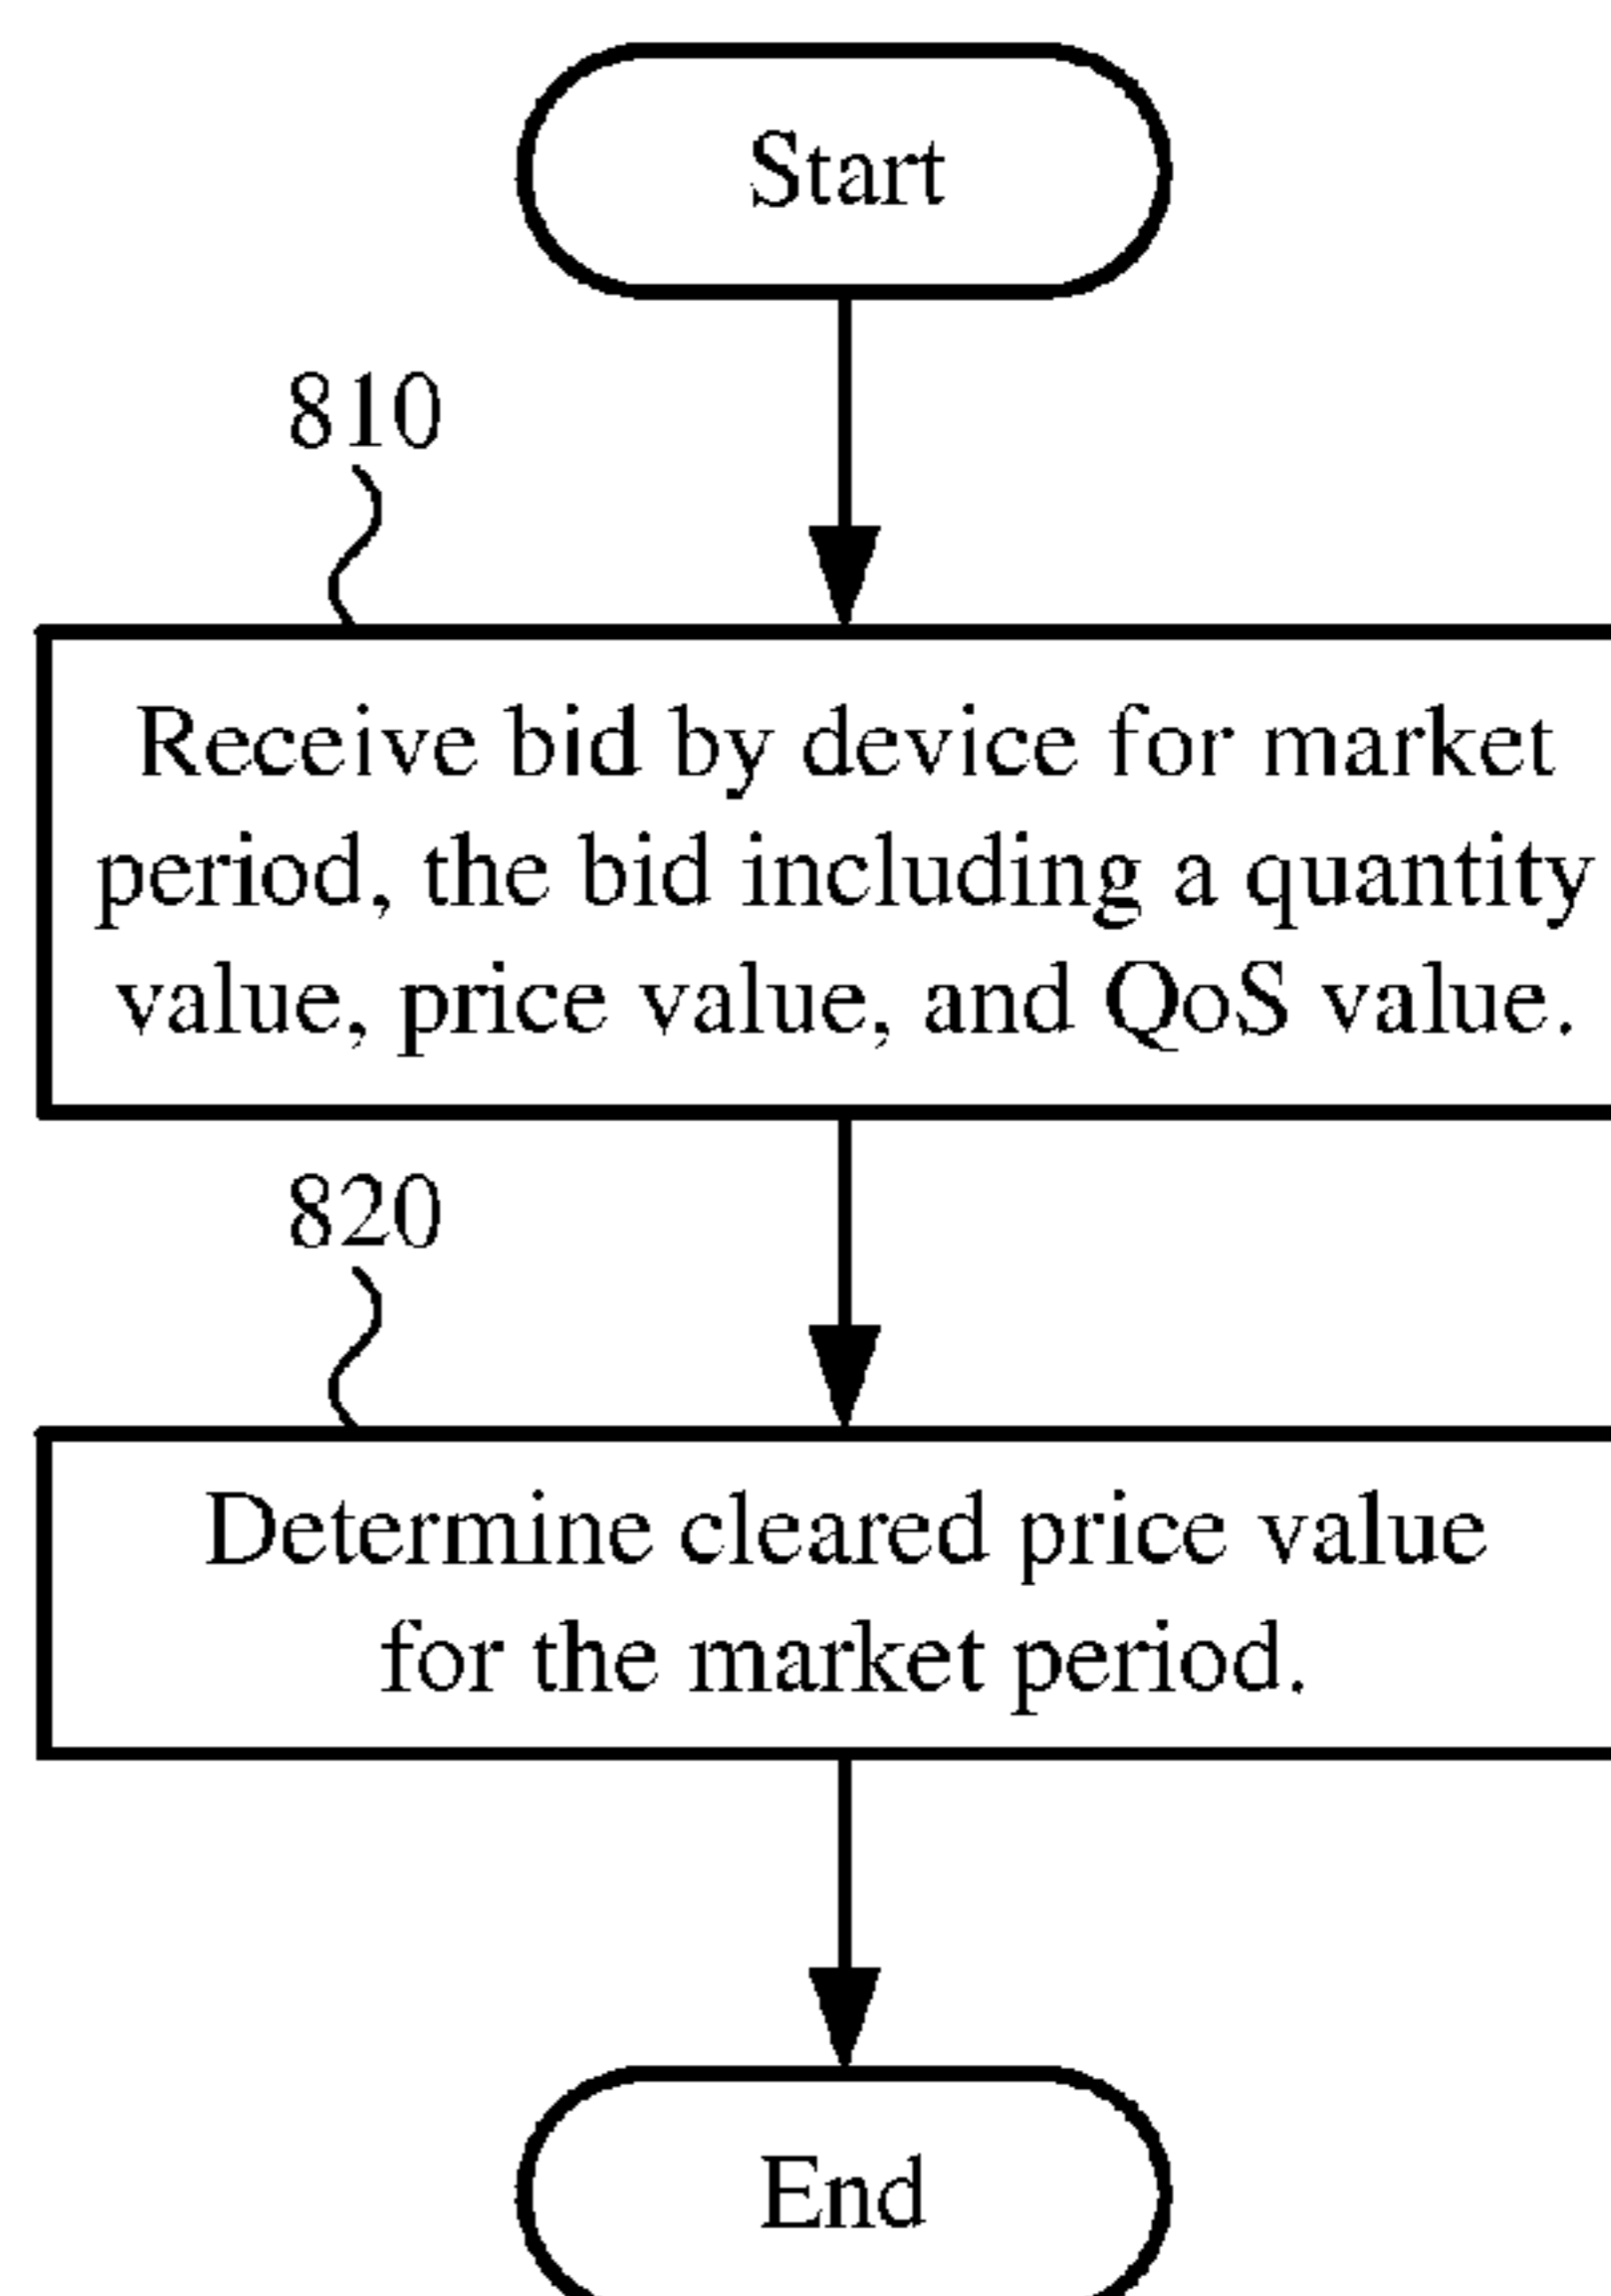 Start
810
Receive bid by device for market
period, the bid including a quantity
value, price value, and QoS value.
820
Determine cleared price value
for the market period.
End